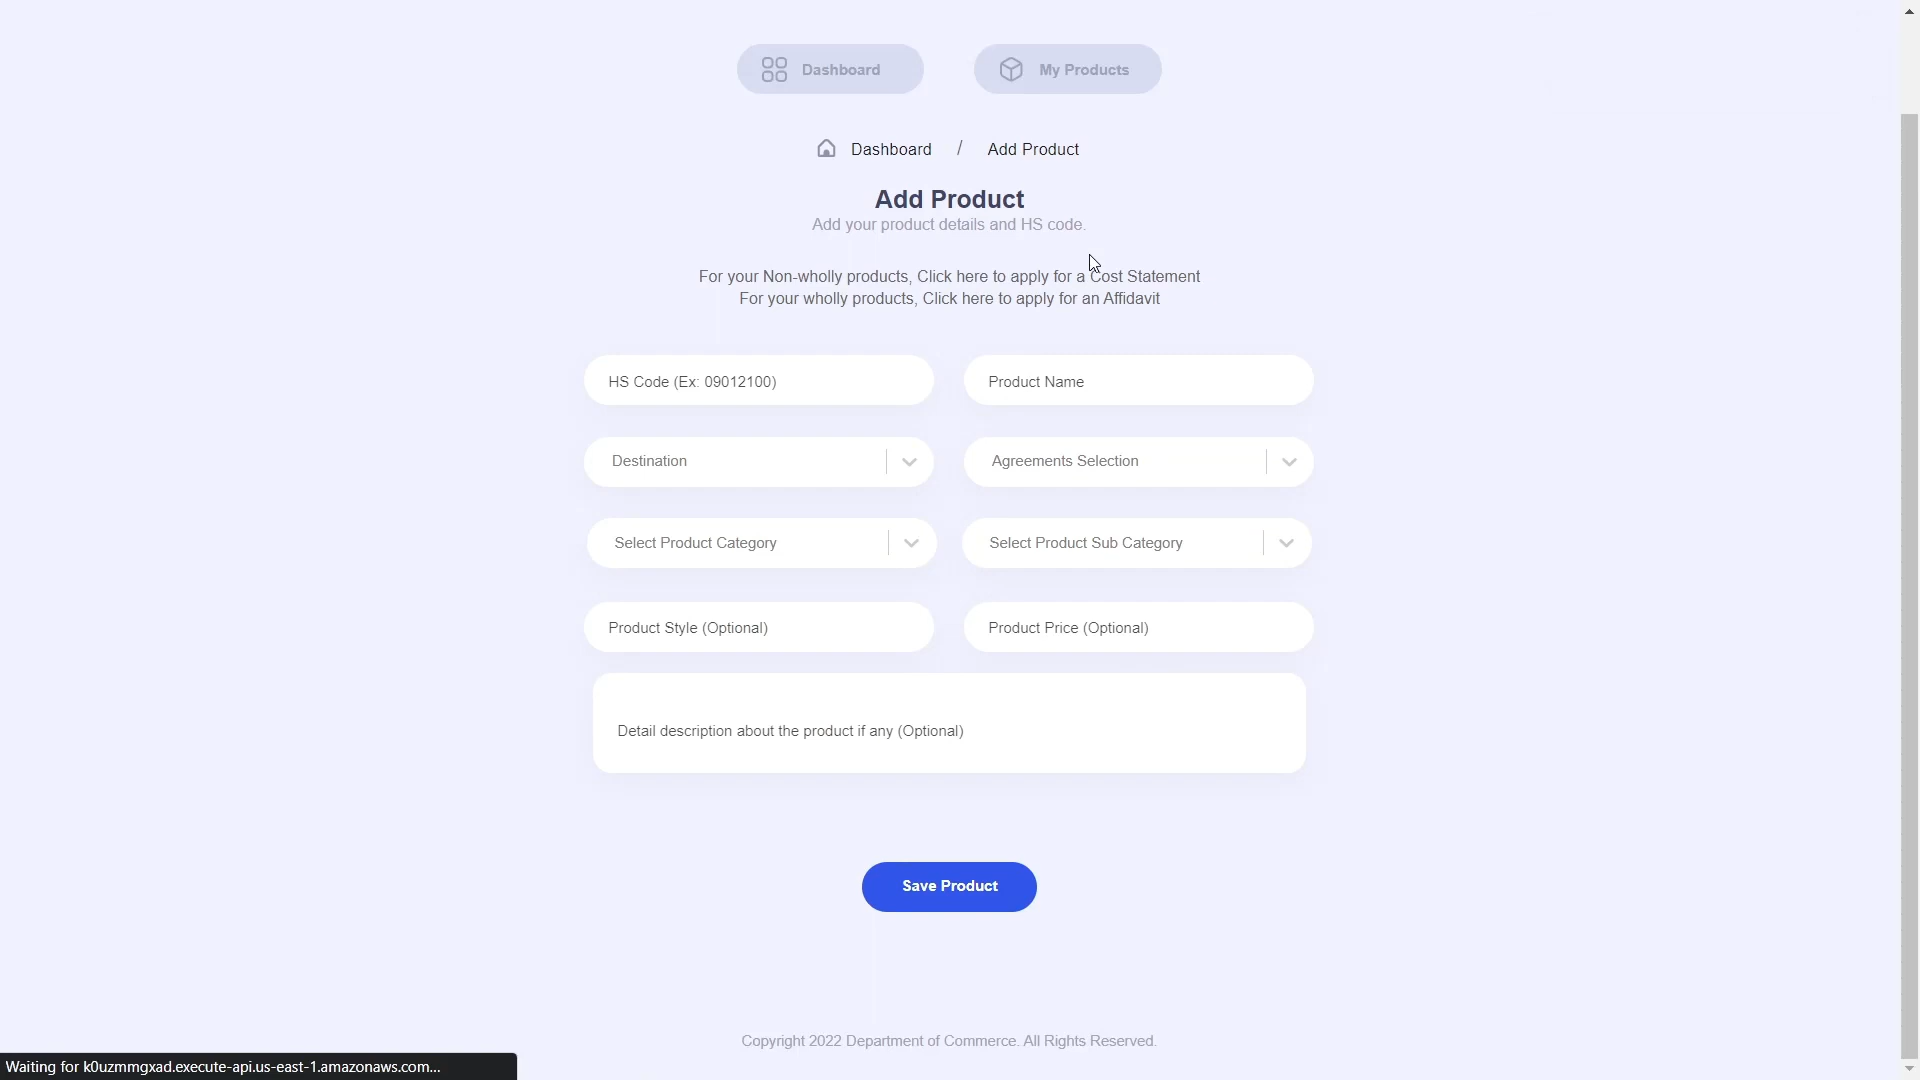 Dashboard My Products
Dashboard / Add Product
Add Product
Add your product details and HS code.
For your Non-wholly products, Click here to apply for a Cost Statement
For your wholly products, Click here to apply for an Affidavit
HS Code (Ex: 09012100) Product Name
Destination Agreements Selection
Select Product Category Select Product Sub Category
Product Style (Optional) Product Price (Optional)
Detail description about the product if any (Optional)
Save Product
Copyright 2022 Department of Commerce. All Rights Reserved.
Waiting for k0uzmmgxad.execute-api.us-east-1.amazonaws.com...